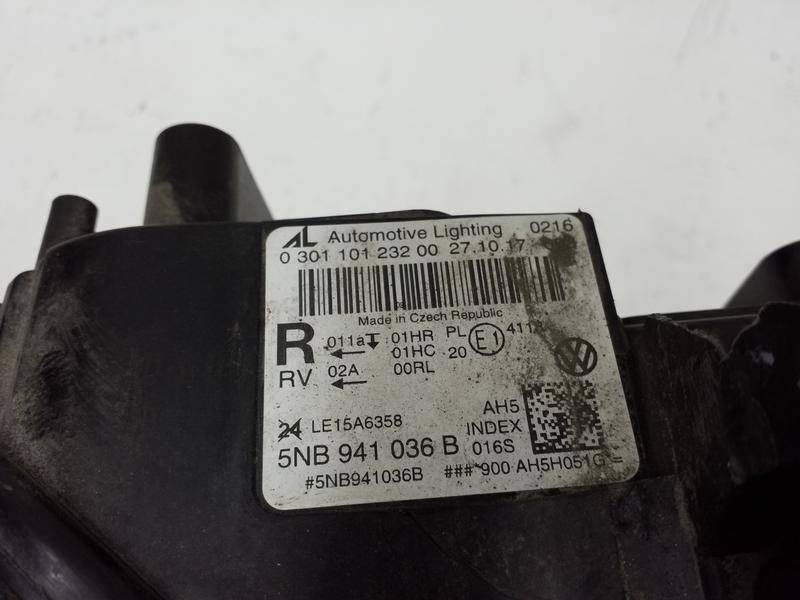 AL Automotive Lighting 0216
0 301 101 232 00 27.10.17
Made in Czech Republic
R 011a 01HR PL E1
01HC 20
RV 02A 00RL
24 LE15A6358 AH5
5NB 941 036 B INDEX 016S
#5NB941036B ###*900 AH5H051G =